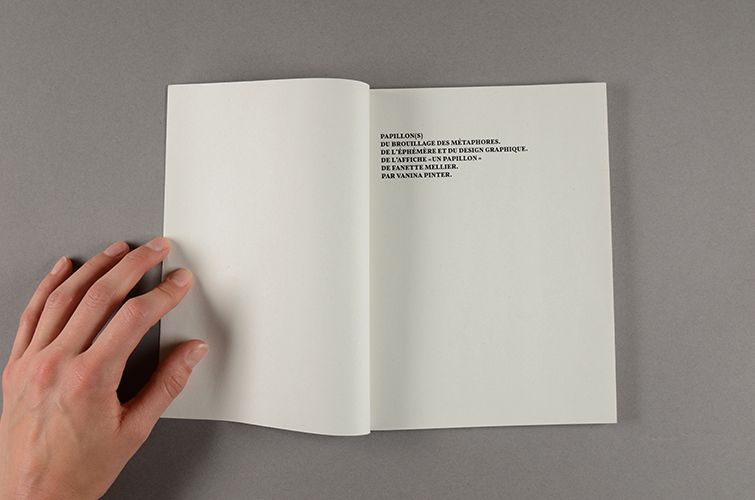 PAPILLON(S)
DU BROUILLAGE DES MÉTAPHORES.
DE L'ÉPHÉMÈRE ET DU DESIGN GRAPHIQUE.
DE L'AFFICHE «UN PAPILLON»
DE FANETTE MELLIER.
PAR VANINA PINTER.